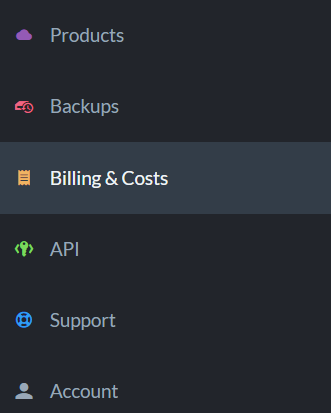 Products
Backups
Billing & Costs
API
Support
Account